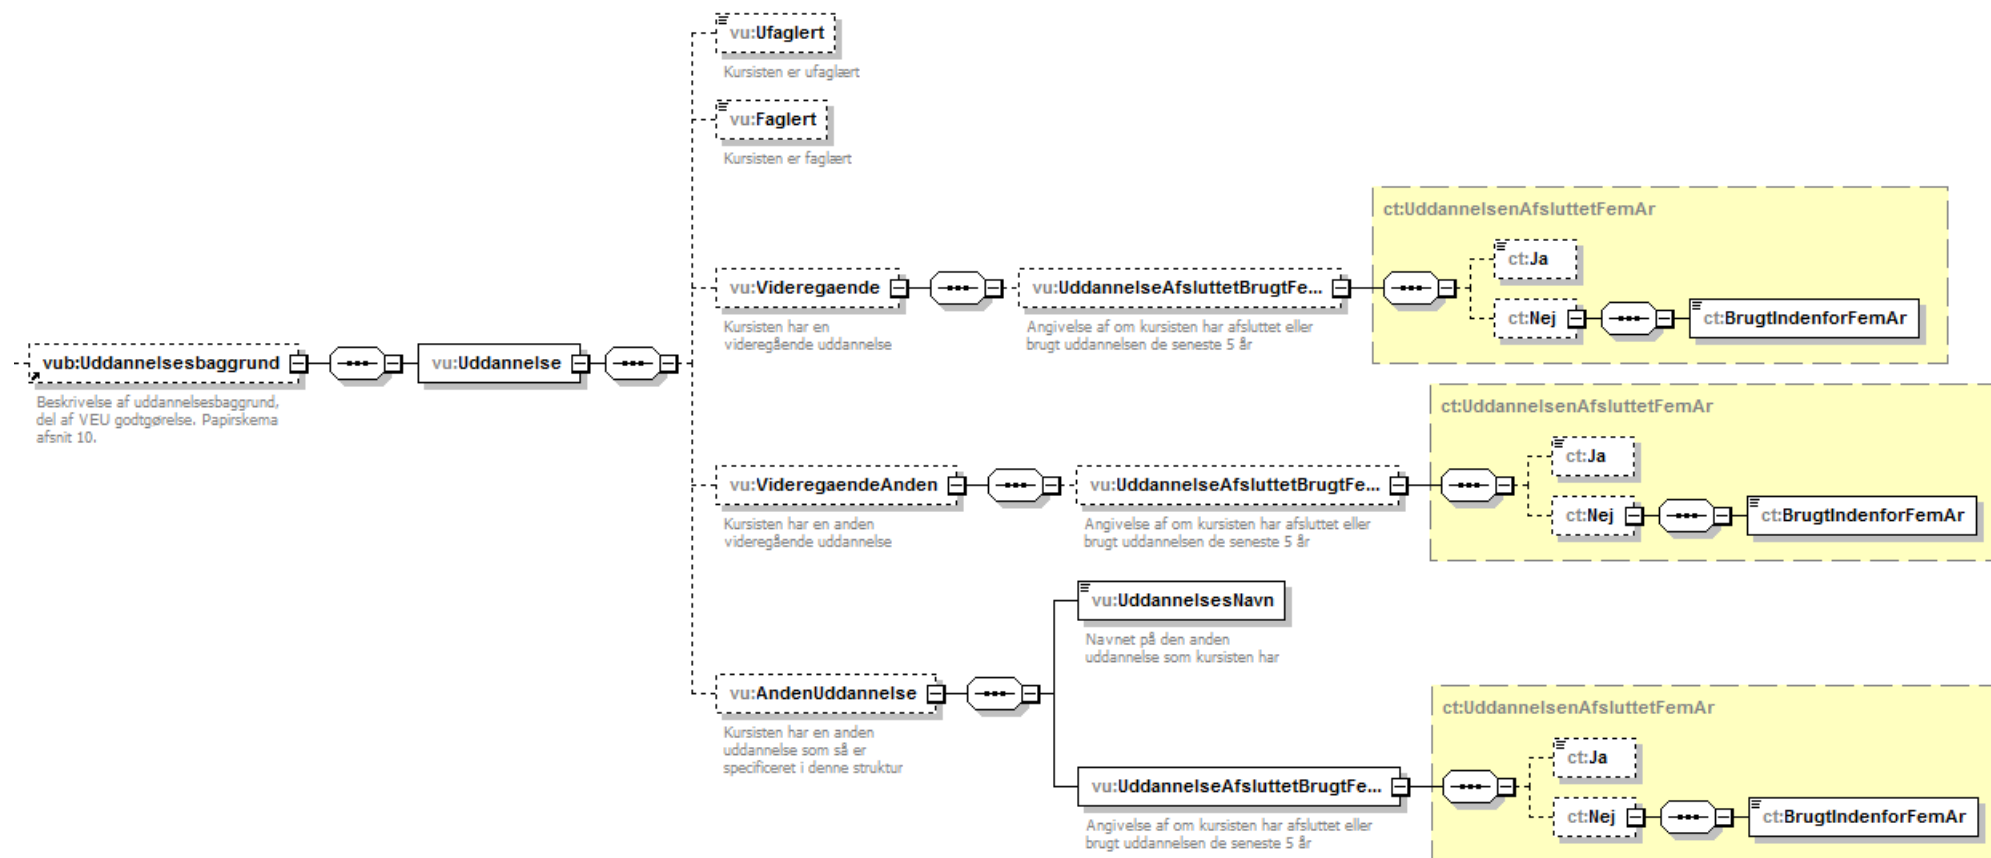 vu:Ufaglert
Kursisten er ufaglært
vu:Faglert
Kursisten er faglært
ct:UddannelsenAfsluttetFemAr
ct:Ja
vu:Videregaende
vu:UddannelseAfsluttetBrugtFe...
ct:Nej
ct:BrugtIndenforFemAr
Kursisten har en
videregående uddannelse
Angivelse af om kursisten har afsluttet eller
brugt uddannelsen de seneste 5 år
vub:Uddannelsesbaggrund
vu:Uddannelse
Beskrivelse af uddannelsesbaggrund,
del af VEU godtgørelse. Papirskema
afsnit 10.
ct:UddannelsenAfsluttetFemAr
ct:Ja
vu:VideregaendeAnden
vu:UddannelseAfsluttetBrugtFe...
ct:Nej
ct:BrugtIndenforFemAr
Kursisten har en anden
videregående uddannelse
Angivelse af om kursisten har afsluttet eller
brugt uddannelsen de seneste 5 år
vu:UddannelsesNavn
Navnet på den anden
uddannelse som kursisten har
vu:AndenUddannelse
Kursisten har en anden
uddannelse som så er
specificeret i denne struktur
ct:UddannelsenAfsluttetFemAr
ct:Ja
vu:UddannelseAfsluttetBrugtFe...
ct:Nej
ct:BrugtIndenforFemAr
Angivelse af om kursisten har afsluttet eller
brugt uddannelsen de seneste 5 år